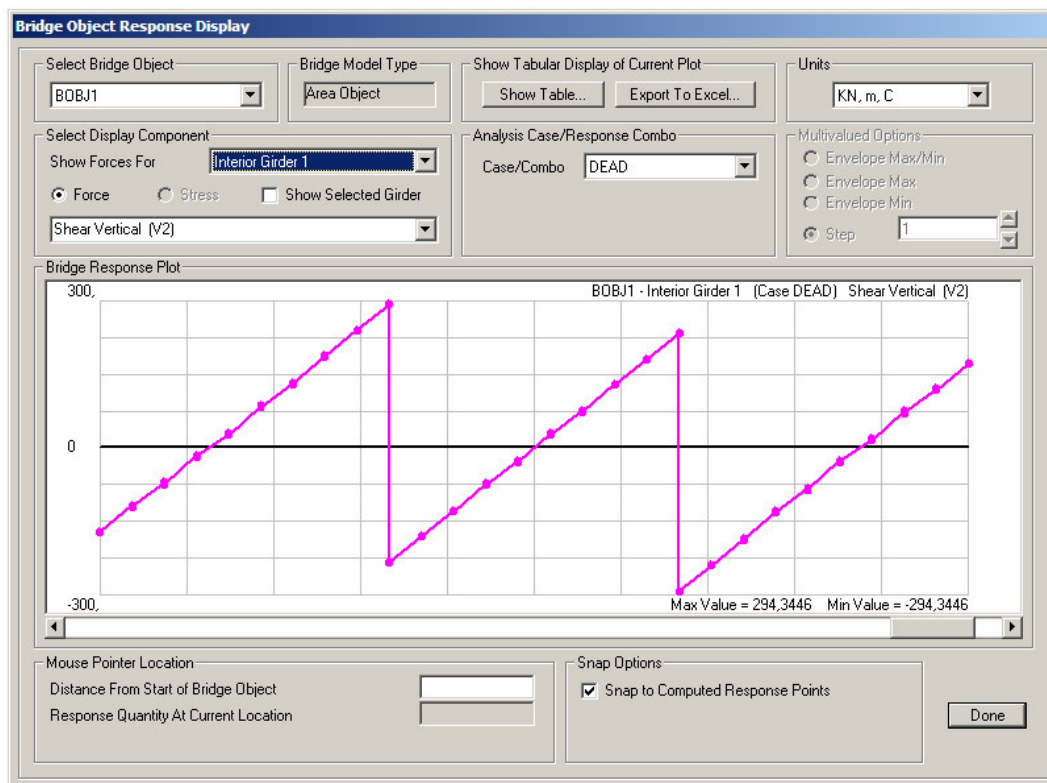 Bridge Object Response Display
Select Bridge Object
BOBJ1
Bridge Model Type
Area Object
Show Tabular Display of Current Plot
Show Table...
Export To Excel...
Units
KN, m, C
Select Display Component
Show Forces For
Interior Girder 1
Force
Stress
Show Selected Girder
Shear Vertical (V2)
Analysis Case/Response Combo
Case/Combo
DEAD
Multivalued Options
Envelope Max/Min
Envelope Max
Envelope Min
Step
1
Bridge Response Plot
300,
BOBJ1 - Interior Girder 1 (Case DEAD) Shear Vertical (V2)
0
-300,
Max Value = 294,3446 Min Value = -294,3446
Mouse Pointer Location
Distance From Start of Bridge Object
Response Quantity At Current Location
Snap Options
Snap to Computed Response Points
Done